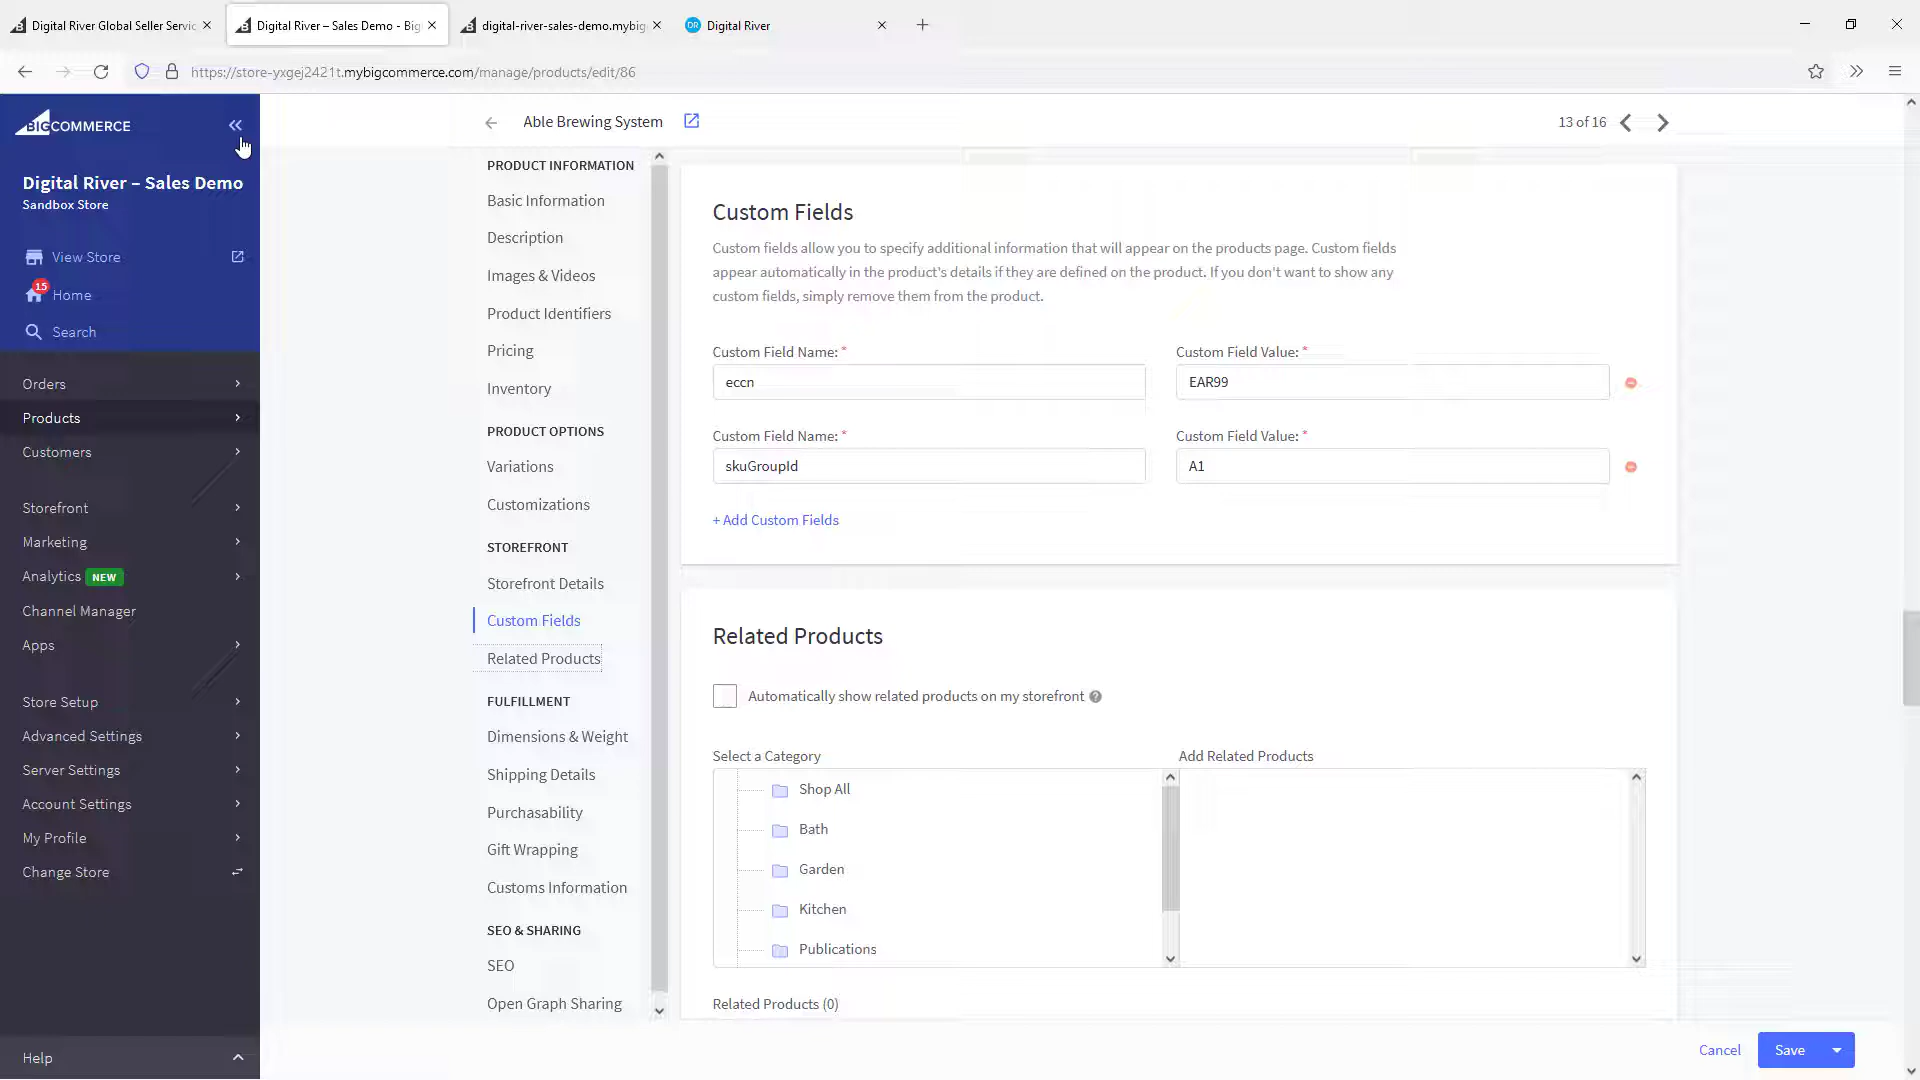 Digital River Global Seller Servic
Digital River – Sales Demo - Big
digital-river-sales-demo.mybig
DR
Digital River
https://store-yxgej2421t.mybigcommerce.com/manage/products/edit/86
BIGCOMMERCE
Digital River – Sales Demo
Sandbox Store
View Store
15
Home
Search
Orders
Products
Customers
Storefront
Marketing
Analytics NEW
Channel Manager
Apps
Store Setup
Advanced Settings
Server Settings
Account Settings
My Profile
Change Store
Help
Able Brewing System
13 of 16
PRODUCT INFORMATION
Basic Information
Description
Images & Videos
Product Identifiers
Pricing
Inventory
PRODUCT OPTIONS
Variations
Customizations
STOREFRONT
Storefront Details
Custom Fields
Related Products
FULFILLMENT
Dimensions & Weight
Shipping Details
Purchasability
Gift Wrapping
Customs Information
SEO & SHARING
SEO
Open Graph Sharing
Custom Fields
Custom fields allow you to specify additional information that will appear on the products page. Custom fields
appear automatically in the product's details if they are defined on the product. If you don't want to show any
custom fields, simply remove them from the product.
Custom Field Name: *
Custom Field Value: *
eccn
EAR99
Custom Field Name: *
Custom Field Value: *
skuGroupId
A1
+ Add Custom Fields
Related Products
Automatically show related products on my storefront ?
Select a Category
Add Related Products
Shop All
Bath
Garden
Kitchen
Publications
Related Products (0)
Cancel
Save